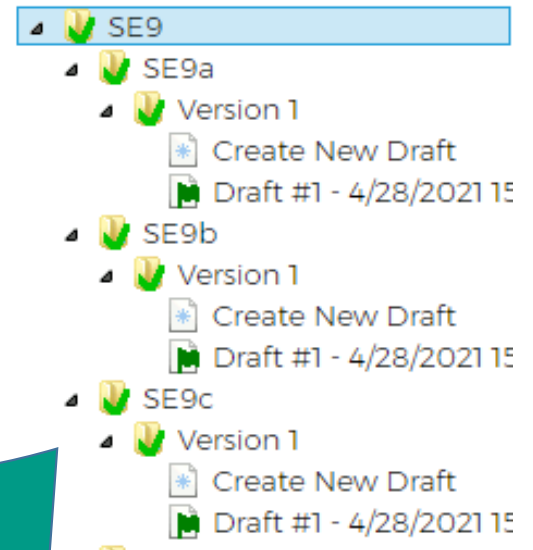 SE9
SE9a
Version 1
Create New Draft
Draft #1 - 4/28/2021 15
SE9b
Version 1
Create New Draft
Draft #1 - 4/28/2021 15
SE9c
Version 1
Create New Draft
Draft #1 - 4/28/2021 15